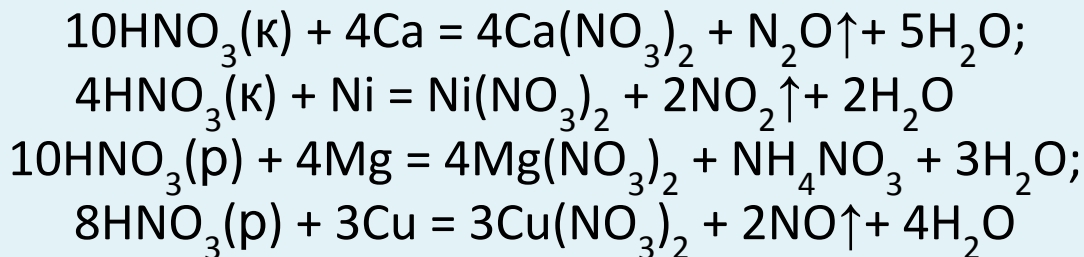 10HNO₃(к) + 4Ca = 4Ca(NO₃)₂ + N₂O↑+ 5H₂O;
4HNO₃(к) + Ni = Ni(NO₃)₂ + 2NO₂↑+ 2H₂O
10HNO₃(р) + 4Mg = 4Mg(NO₃)₂ + NH₄NO₃ + 3H₂O;
8HNO₃(р) + 3Cu = 3Cu(NO₃)₂ + 2NO↑+ 4H₂O